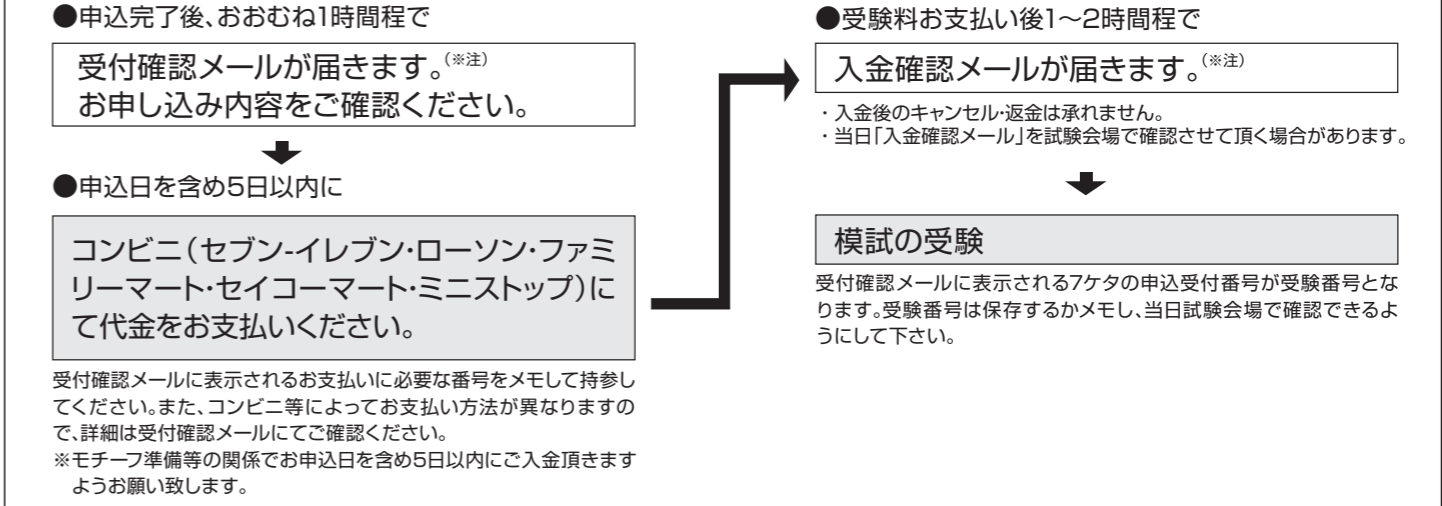 ●申込完了後、おおむね1時間程で
受付確認メールが届きます。(※注)
お申し込み内容をご確認ください。
●申込日を含め5日以内に
コンビニ(セブン-イレブン・ローソン・ファミ
リーマート・セイコーマート・ミニストップ)に
て代金をお支払いください。
受付確認メールに表示されるお支払いに必要な番号をメモして持参し
てください。また、コンビニ等によってお支払い方法が異なりますの
で、詳細は受付確認メールにてご確認ください。
※モチーフ準備等の関係でお申込日を含め5日以内にご入金頂きます
ようお願い致します。
●受験料お支払い後1〜2時間程で
入金確認メールが届きます。(※注)
・入金後のキャンセル・返金は承れません。
・当日「入金確認メール」を試験会場で確認させて頂く場合があります。
模試の受験
受付確認メールに表示される7ケタの申込受付番号が受験番号とな
ります。受験番号は保存するかメモし、当日試験会場で確認できるよ
うにして下さい。